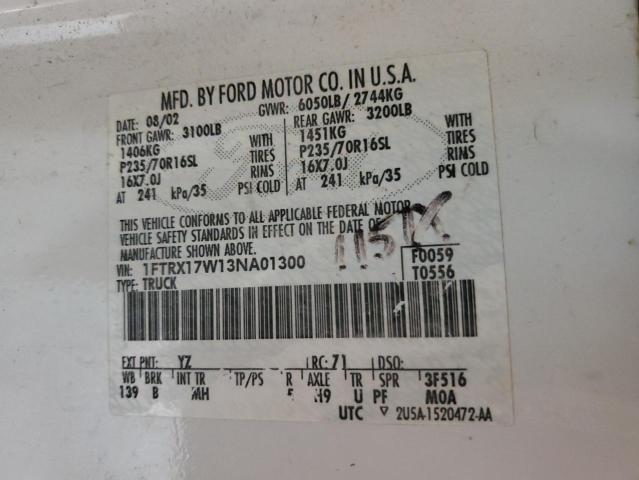 MFD. BY FORD MOTOR CO. IN U.S.A.
DATE: 08/02 GVWR: 6050LB/ 2744KG
FRONT GAWR: 3100LB REAR GAWR: 3200LB
1406KG WITH 1451KG WITH
P235/70R16SL TIRES P235/70R16SL TIRES
16X7.0J RIMS 16X7.0J RIMS
AT 241 kPa/35 PSI COLD AT 241 kPa/35 PSI COLD
THIS VEHICLE CONFORMS TO ALL APPLICABLE FEDERAL MOTOR
VEHICLE SAFETY STANDARDS IN EFFECT ON THE DATE OF
MANUFACTURE SHOWN ABOVE.
VIN: 1FTRX17W13NA01300 F0059
TYPE: TRUCK T0556
115K
EXT PNT: YZ RC: 71 DSO:
WB BRK INT TR TP/PS R AXLE TR SPR 3F516
139 B MH H9 U PF MOA
UTC ▽ 2U5A-1520472-AA